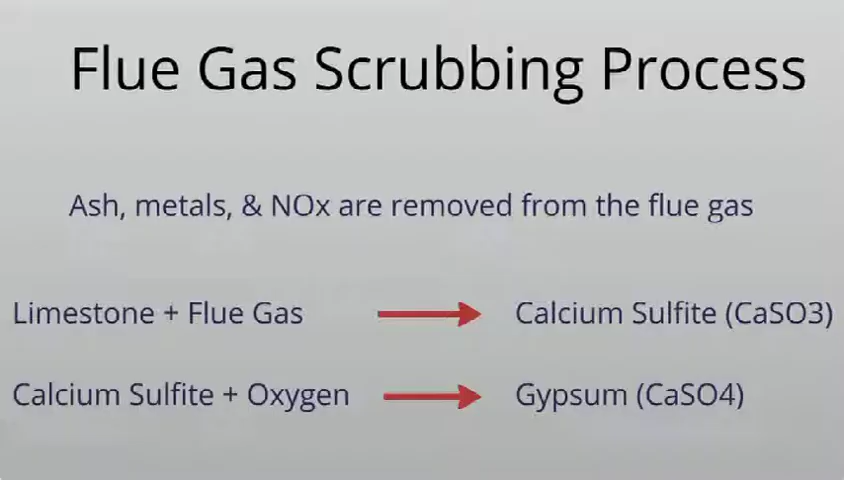 Flue Gas Scrubbing Process
Ash, metals, & NOx are removed from the flue gas
Limestone + Flue Gas Calcium Sulfite (CaSO3)
Calcium Sulfite + Oxygen Gypsum (CaSO4)